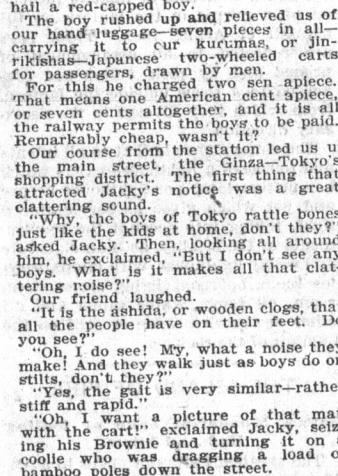 hail a red-capped boy.
The boy rushed up and relieved us of
our hand luggage—seven pieces in all—
carrying it to cur kurumas, or jin-
rikishas—Japanese two-wheeled carts
for passengers, drawn by men.
For this he charged two sen apiece.
That means one American cent apiece,
or seven cents altogether, and it is all
the railway permits the boys to be paid.
Remarkably cheap, wasn't it?
Our course from the station led us u
the main street, the Ginza—Tokyo's
shopping district. The first thing that
attracted Jacky's notice was a great
clattering sound.
"Why, the boys of Tokyo rattle bones
just like the kids at home, don't they?"
asked Jacky. Then, looking all around
him, he exclaimed, "But I don't see any
boys. What is it makes all that clat-
tering noise?"
Our friend laughed.
"It is the ashida, or wooden clogs, tha
all the people have on their feet. Do
you see?"
"Oh, I do see! My, what a noise they
make! And they walk just as boys do on
stilts, don't they?"
"Yes, the gait is very similar—rathe
stiff and rapid."
"Oh, I want a picture of that man
with the cart!" exclaimed Jacky, seiz
ing his Brownie and turning it on a
coolie who was dragging a load o
bamboo poles down the street.